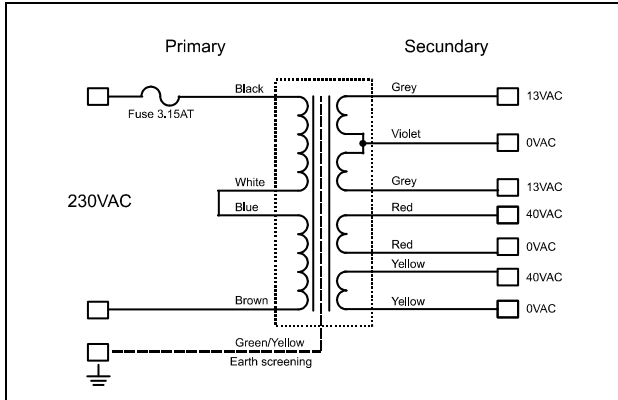 Primary Secundary
Black Grey 13VAC
Fuse 3.15AT
Violet 0VAC
White Grey 13VAC
230VAC
Blue Red 40VAC
Red 0VAC
Yellow 40VAC
Brown Yellow 0VAC
Green/Yellow
Earth screening